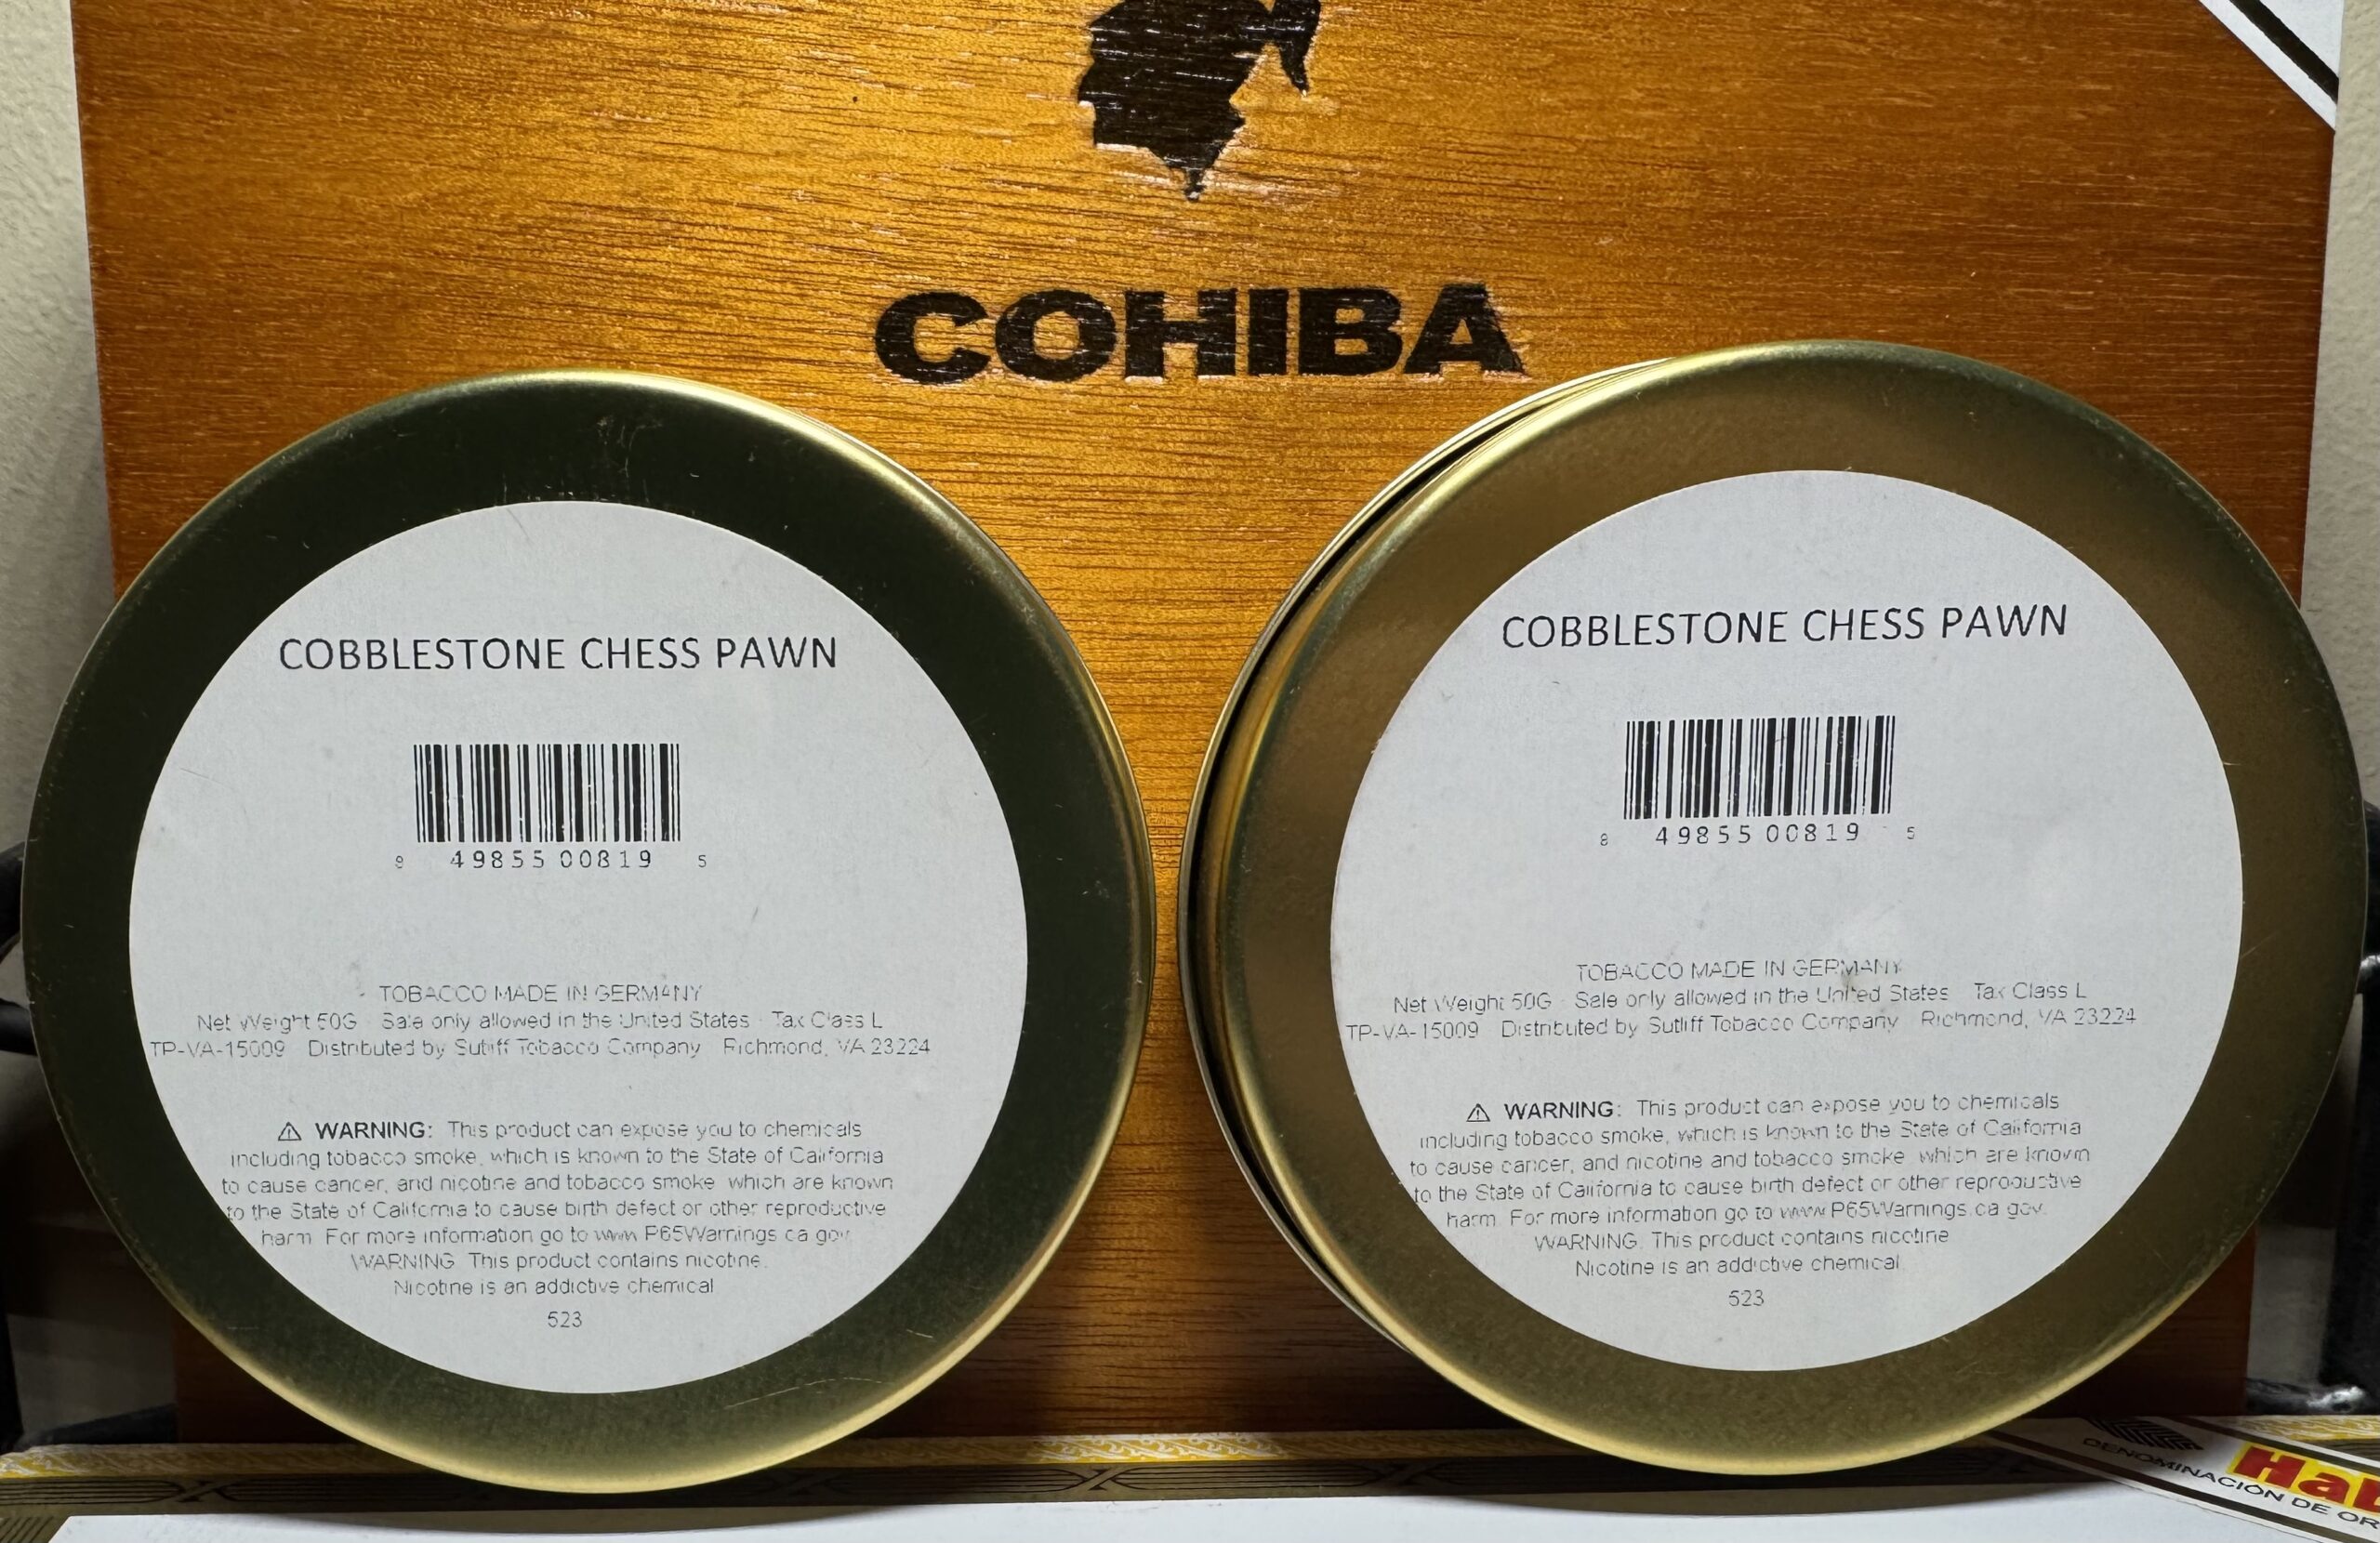 COHIBA
COBBLESTONE CHESS PAWN
8 49855 00819 5
TOBACCO MADE IN GERMANY
Net Weight 50G Sale only allowed in the United States Tax Class L
TP-VA-15009 Distributed by Sutliff Tobacco Company Richmond, VA 23224
⚠ WARNING: This product can expose you to chemicals
including tobacco smoke, which is known to the State of California
to cause cancer, and nicotine and tobacco smoke which are known
to the State of California to cause birth defect or other reproductive
harm. For more information go to www.P65Warnings.ca.gov.
WARNING. This product contains nicotine.
Nicotine is an addictive chemical
523
COBBLESTONE CHESS PAWN
8 49855 00819 5
TOBACCO MADE IN GERMANY
Net Weight 50G Sale only allowed in the United States Tax Class L
TP-VA-15009 Distributed by Sutliff Tobacco Company Richmond, VA 23224
⚠ WARNING: This product can expose you to chemicals
including tobacco smoke, which is known to the State of California
to cause cancer, and nicotine and tobacco smoke which are known
to the State of California to cause birth defect or other reproductive
harm. For more information go to www.P65Warnings.ca.gov.
WARNING. This product contains nicotine
Nicotine is an addictive chemical.
523
DENOMINACIÓN DE